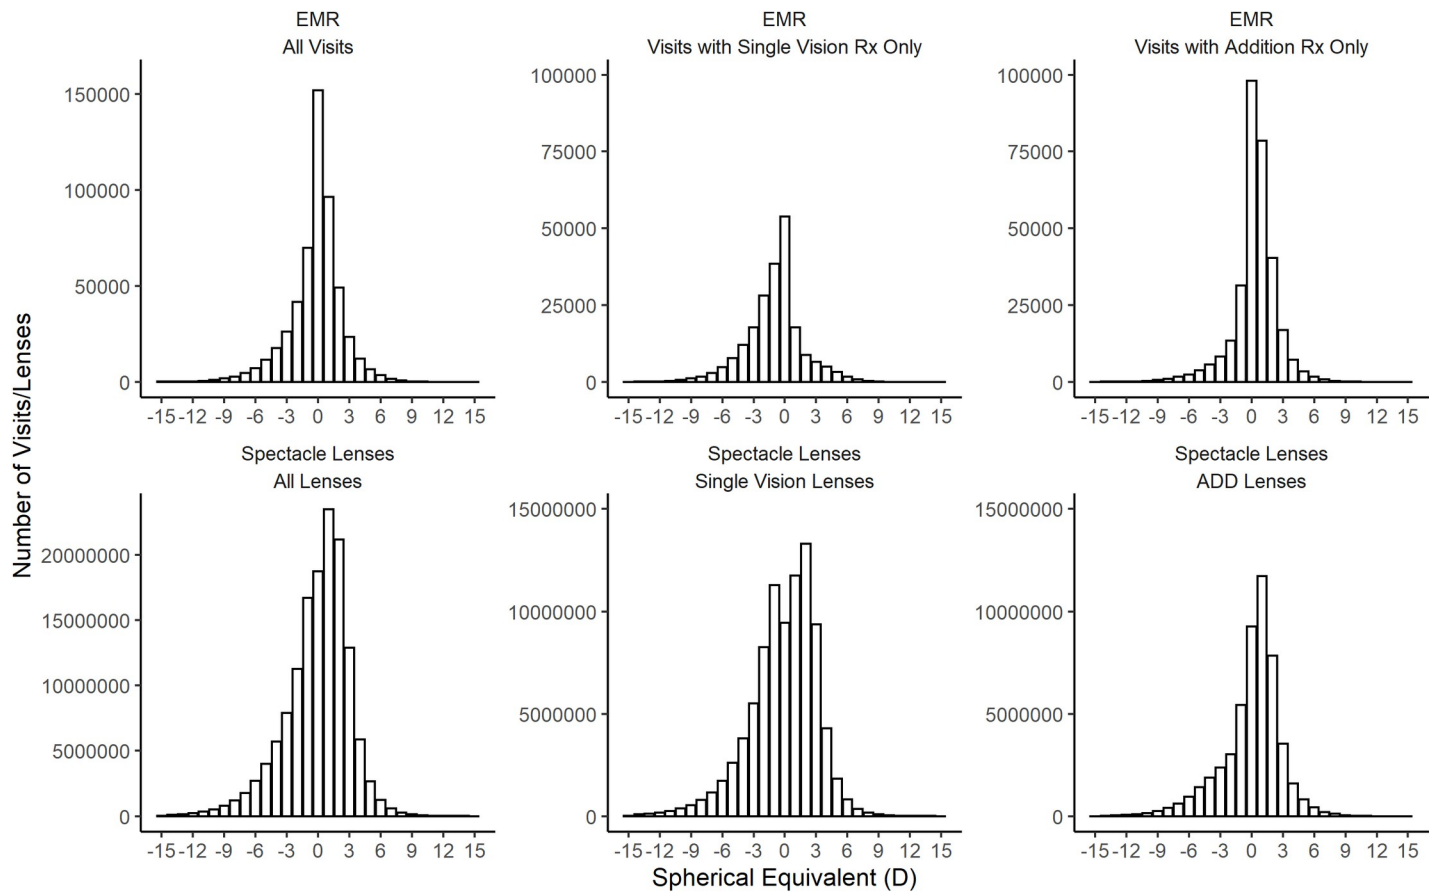 EMR
All Visits
EMR
Visits with Single Vision Rx Only
EMR
Visits with Addition Rx Only
150000
100000
50000
0
-15 -12 -9 -6 -3 0 3 6 9 12 15
100000
75000
50000
25000
0
-15 -12 -9 -6 -3 0 3 6 9 12 15
100000
75000
50000
25000
0
-15 -12 -9 -6 -3 0 3 6 9 12 15
Number of Visits/Lenses
Spectacle Lenses
All Lenses
Spectacle Lenses
Single Vision Lenses
Spectacle Lenses
ADD Lenses
20000000
15000000
10000000
5000000
0
-15 -12 -9 -6 -3 0 3 6 9 12 15
15000000
10000000
5000000
0
-15 -12 -9 -6 -3 0 3 6 9 12 15
15000000
10000000
5000000
0
-15 -12 -9 -6 -3 0 3 6 9 12 15
Spherical Equivalent (D)